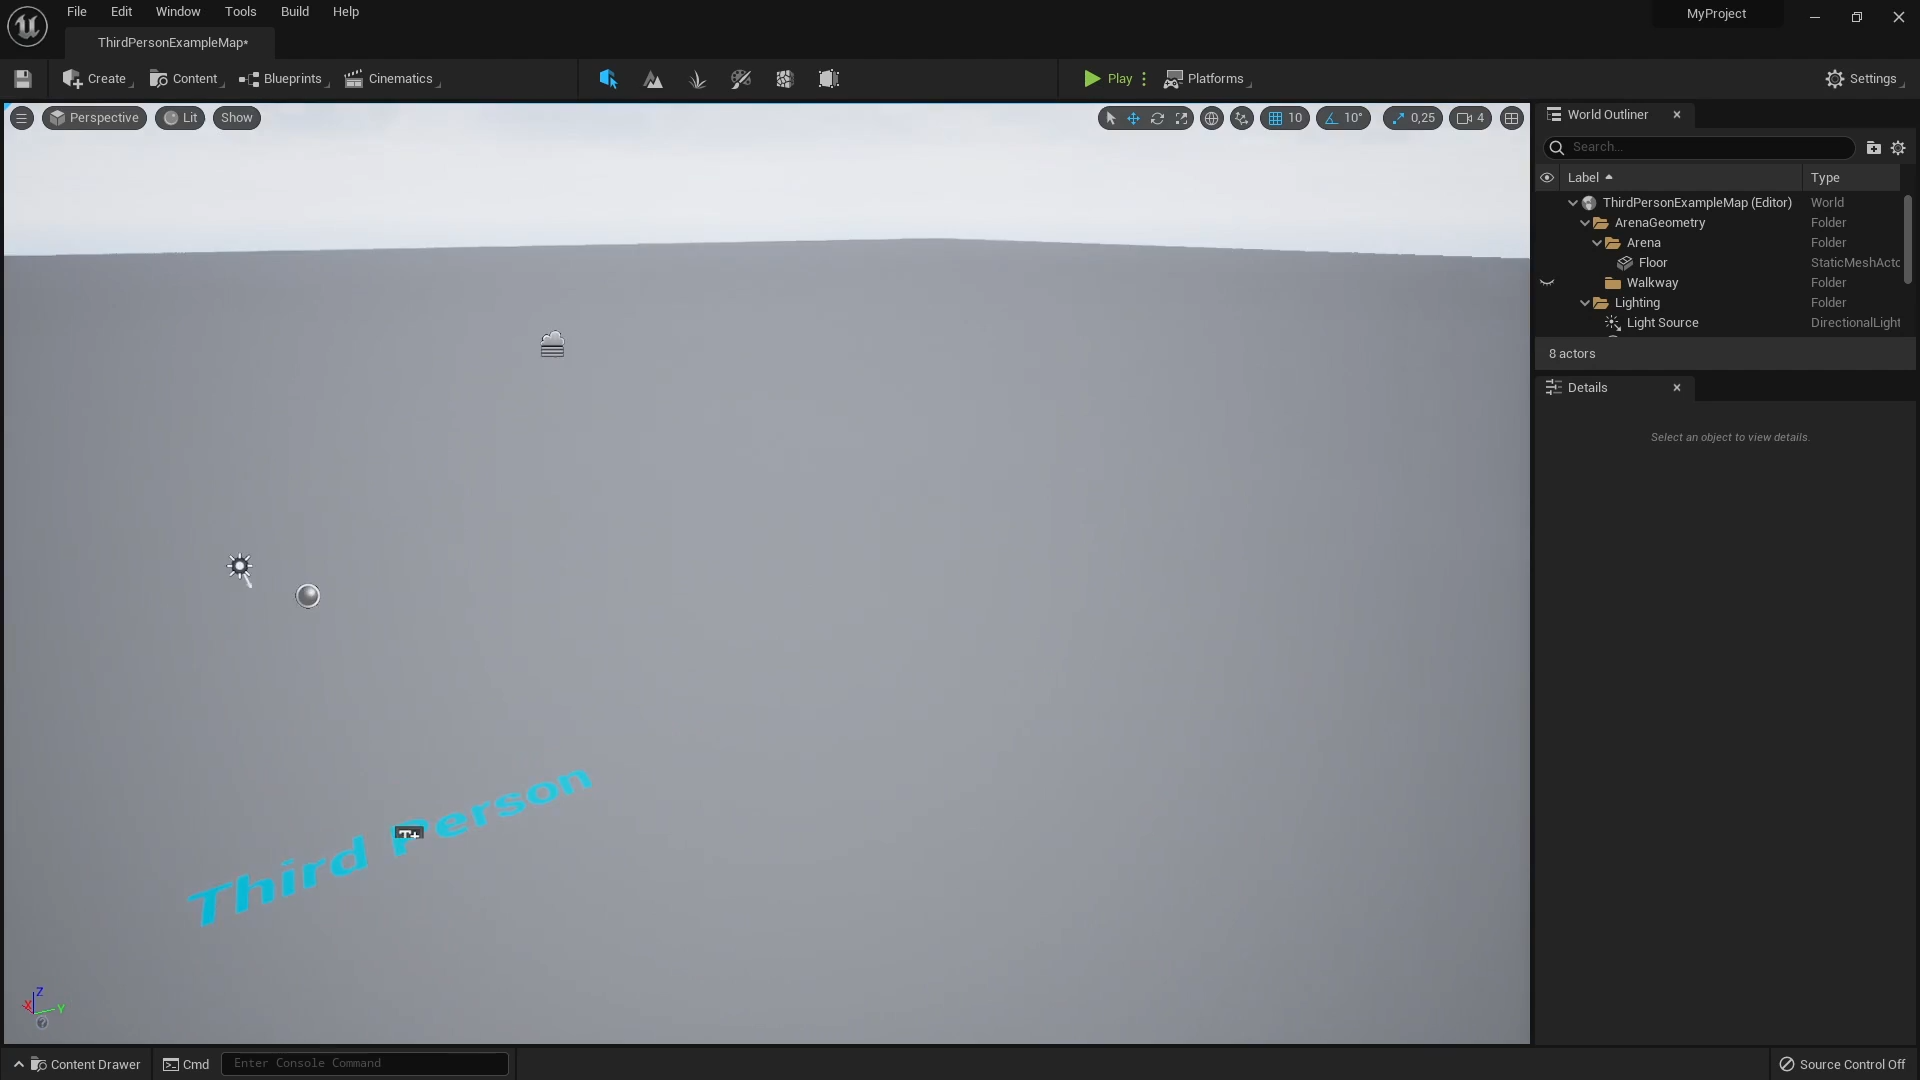 File Edit Window Tools Build Help
MyProject
ThirdPersonExampleMap*
Create Content Blueprints Cinematics
Play Platforms
Settings
Perspective Lit Show
10 10° 0,25 4
World Outliner
Search...
Label Type
ThirdPersonExampleMap (Editor) World
ArenaGeometry Folder
Arena Folder
Floor StaticMeshActo
Walkway Folder
Lighting Folder
Light Source DirectionalLight
8 actors
Details
Select an object to view details.
Third Person
T+
Z
X Y
?
Content Drawer Cmd Enter Console Command
Source Control Off